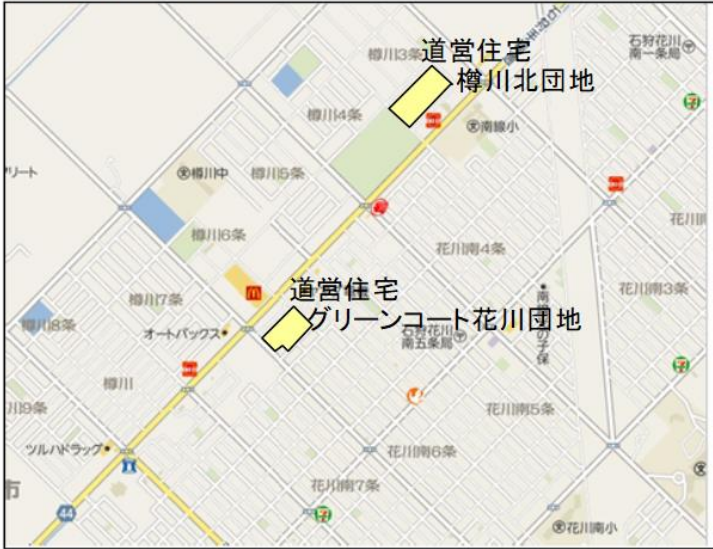 道営住宅
樽川北団地
樽川3条
石狩花川
南一条局
樽川4条
南線小
アリート
樽川中
樽川5条
樽川6条
花川南4条
花川南3条
樽川7条
道営住宅
グリーンコート花川団地
樽川8条
オートバックス
石狩花川
南五条局
樽川
花川南5条
川9条
ツルハドラッグ
花川南6条
市
花川南7条
44
花川南小